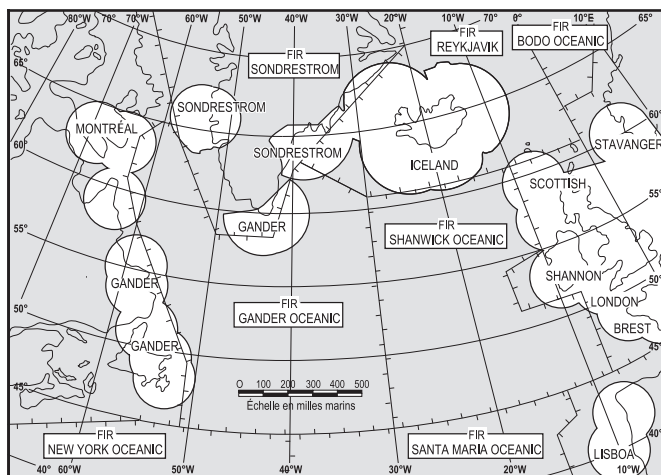 80°W 70° 60° 50° 40° 30° 20° 10° 70° 0° 10°E 65°
FIR
REYKJAVIK
FIR
BODO OCEANIC
FIR
SONDRESTROM
65°
SONDRESTROM
MONTRÉAL
60°
STAVANGER
60°
SONDRESTROM
ICELAND
SCOTTISH
55°
GANDER
FIR
SHANWICK OCEANIC
55°
SHANNON
50°
GANDER
LONDON
FIR
GANDER OCEANIC
BREST
50°
GANDER
45°
0 100 200 300 400 500
Échelle en milles marins
45°
40°
FIR
NEW YORK OCEANIC
FIR
SANTA MARIA OCEANIC
LISBOA
40° 60°W 50°W 40°W 30°W 20°W 10°W